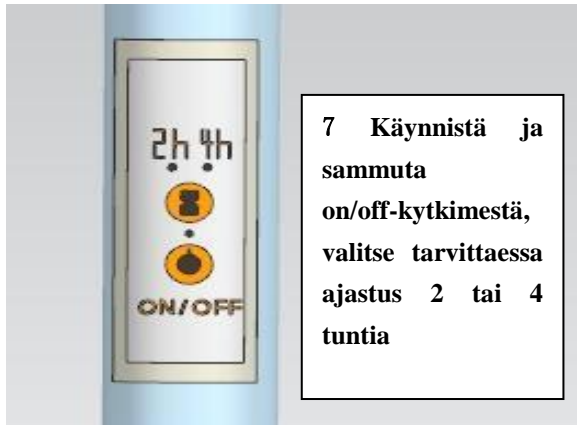 2h 4h
ON/OFF
7 Käynnistä ja
sammuta
on/off-kytkimestä,
valitse tarvittaessa
ajastus 2 tai 4
tuntia